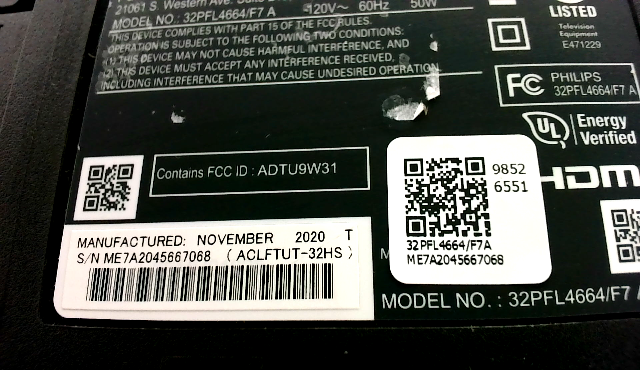 21061 S. Western Ave.
MODEL NO.: 32PFL4664/F7 A 120V~ 60Hz 50W
THIS DEVICE COMPLIES WITH PART 15 OF THE FCC RULES.
OPERATION IS SUBJECT TO THE FOLLOWING TWO CONDITIONS:
(1) THIS DEVICE MAY NOT CAUSE HARMFUL INTERFERENCE, AND
(2) THIS DEVICE MUST ACCEPT ANY INTERFERENCE RECEIVED,
INCLUDING INTERFERENCE THAT MAY CAUSE UNDESIRED OPERATION
LISTED
Television
Equipment
E471229
FC PHILIPS
32PFL4664/F7 A
UL Energy
Verified
HDMI
Contains FCC ID : ADTU9W31
MANUFACTURED: NOVEMBER 2020 T
S/N ME7A2045667068 ( ACLFTUT-32HS )
9852
6551
32PFL4664/F7A
ME7A2045667068
MODEL NO. : 32PFL4664/F7